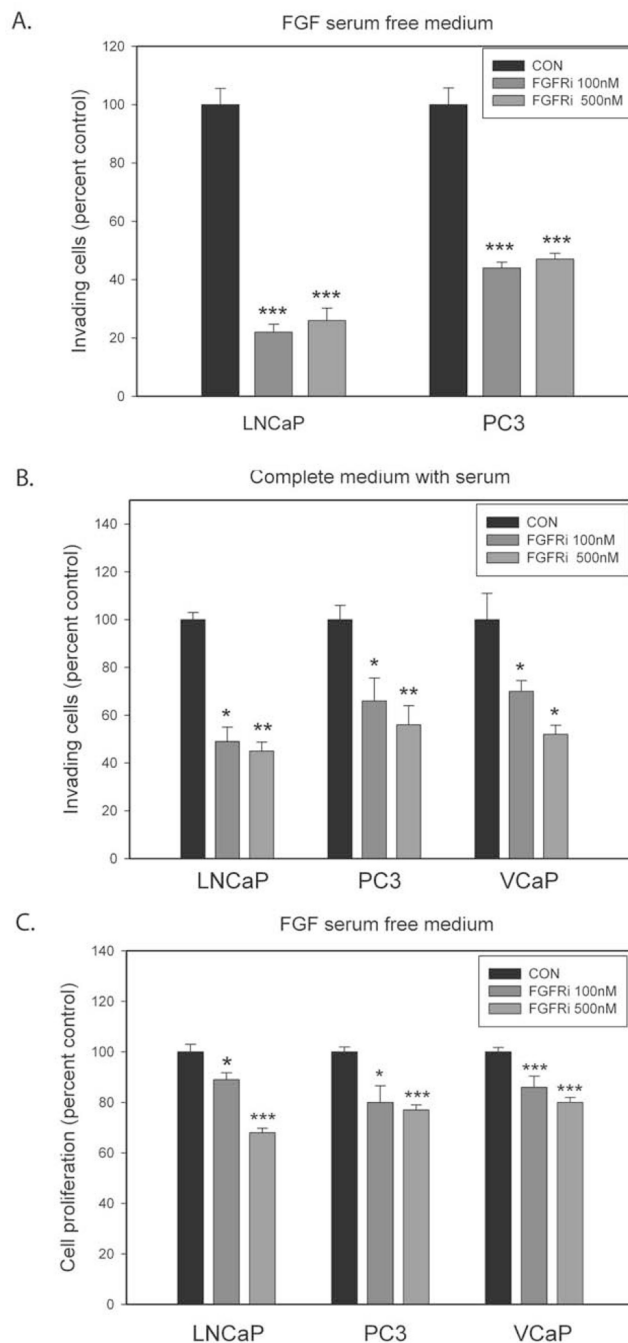 A.
FGF serum free medium
CON
FGFRi 100nM
FGFRi 500nM
Invading cells (percent control)
120
100
80
60
40
20
0
***
***
***
***
LNCaP
PC3
B.
Complete medium with serum
CON
FGFRi 100nM
FGFRi 500nM
Invading cells (percent control)
140
120
100
80
60
40
20
0
*
**
*
**
*
*
LNCaP
PC3
VCaP
C.
FGF serum free medium
CON
FGFRi 100nM
FGFRi 500nM
Cell proliferation (percent control)
140
120
100
80
60
40
20
0
*
***
*
***
***
***
LNCaP
PC3
VCaP